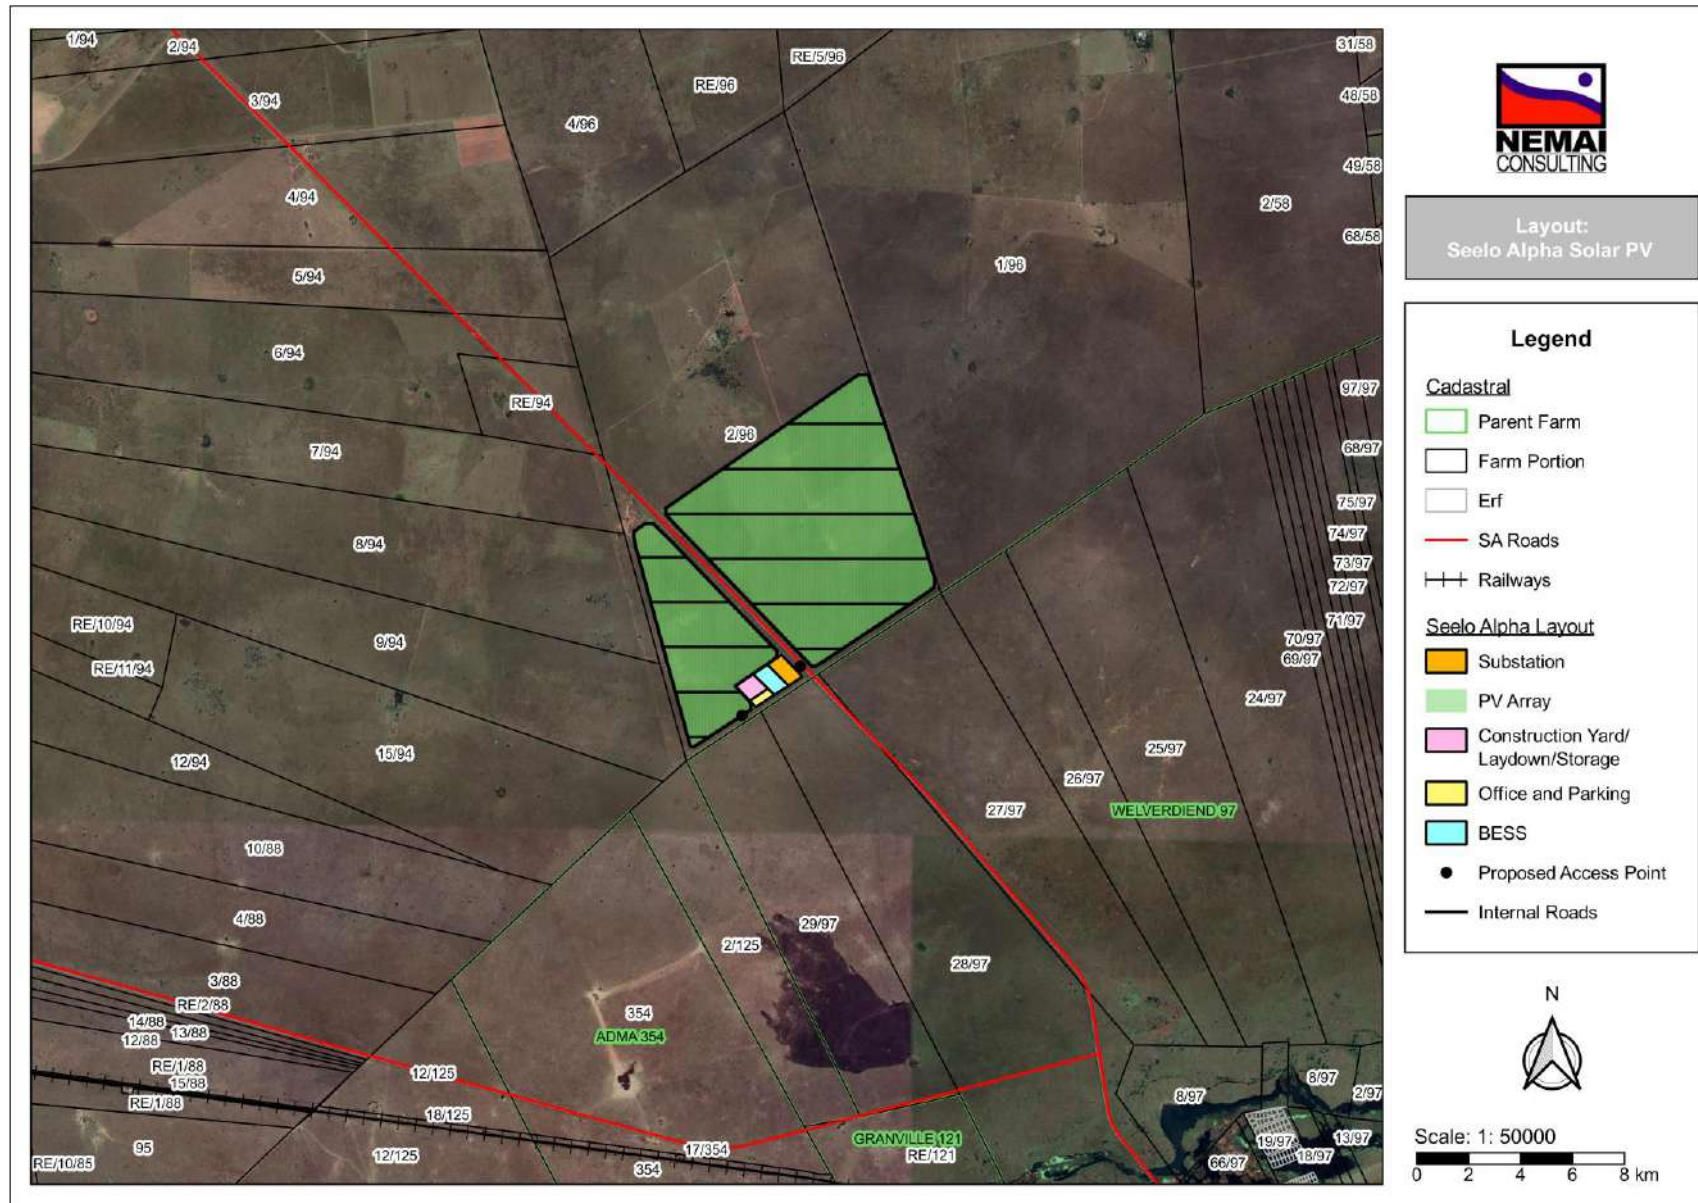 1/94
2/94
3/94
4/94
5/94
6/94
RE/94
7/94
8/94
9/94
RE/10/94
RE/11/94
12/94
15/94
10/88
4/88
3/88
RE/2/88
14/88
13/88
12/88
RE/1/88
15/88
RE/1/88
95
RE/10/85
12/125
18/125
12/125
RE/5/96
RE/96
4/96
1/96
2/96
31/58
48/58
49/58
2/58
68/58
97/97
68/97
75/97
74/97
73/97
72/97
71/97
70/97
69/97
24/97
25/97
26/97
27/97
WELVERDIEND 97
29/97
2/125
28/97
354
ADMA 354
17/354
354
GRANVILLE 121
RE/121
8/97
8/97
2/97
19/97
13/97
18/97
66/97
NEMAI
CONSULTING
Layout:
Seelo Alpha Solar PV
Legend
Cadastral
Parent Farm
Farm Portion
Erf
SA Roads
Railways
Seelo Alpha Layout
Substation
PV Array
Construction Yard/
Laydown/Storage
Office and Parking
BESS
Proposed Access Point
Internal Roads
N
Scale: 1: 50000
0 2 4 6 8 km